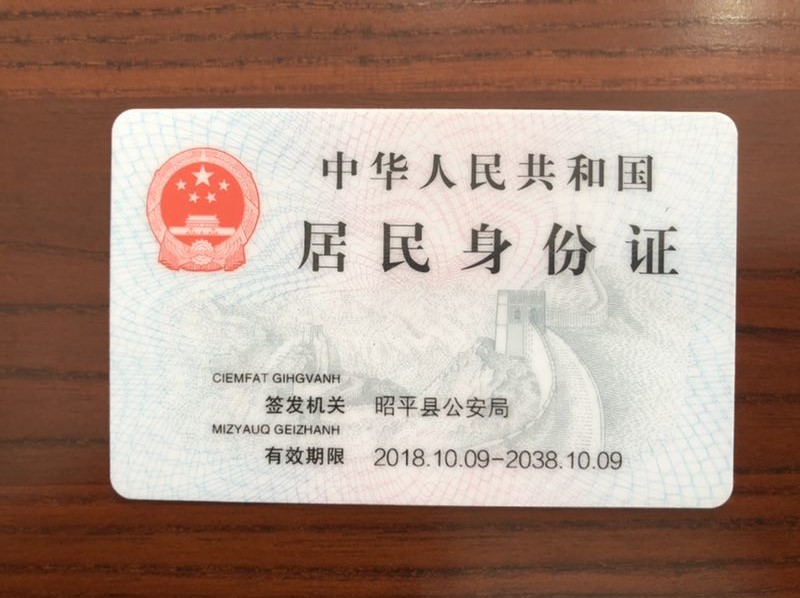 中华人民共和国
居民身份证
CIEMFAT GIHGVANH
签发机关 昭平县公安局
MIZYAUQ GEIZHANH
有效期限 2018.10.09-2038.10.09